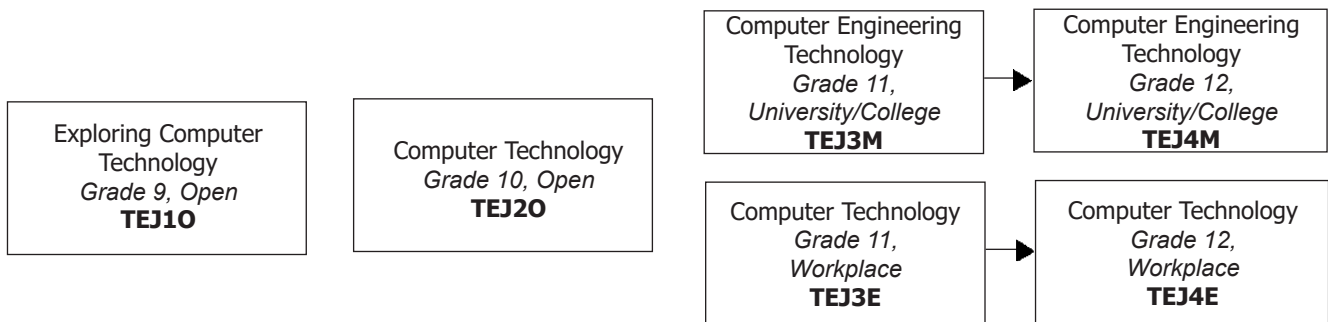 Exploring Computer
Technology
Grade 9, Open
TEJ1O
Computer Technology
Grade 10, Open
TEJ2O
Computer Engineering
Technology
Grade 11,
University/College
TEJ3M
Computer Engineering
Technology
Grade 12,
University/College
TEJ4M
Computer Technology
Grade 11,
Workplace
TEJ3E
Computer Technology
Grade 12,
Workplace
TEJ4E